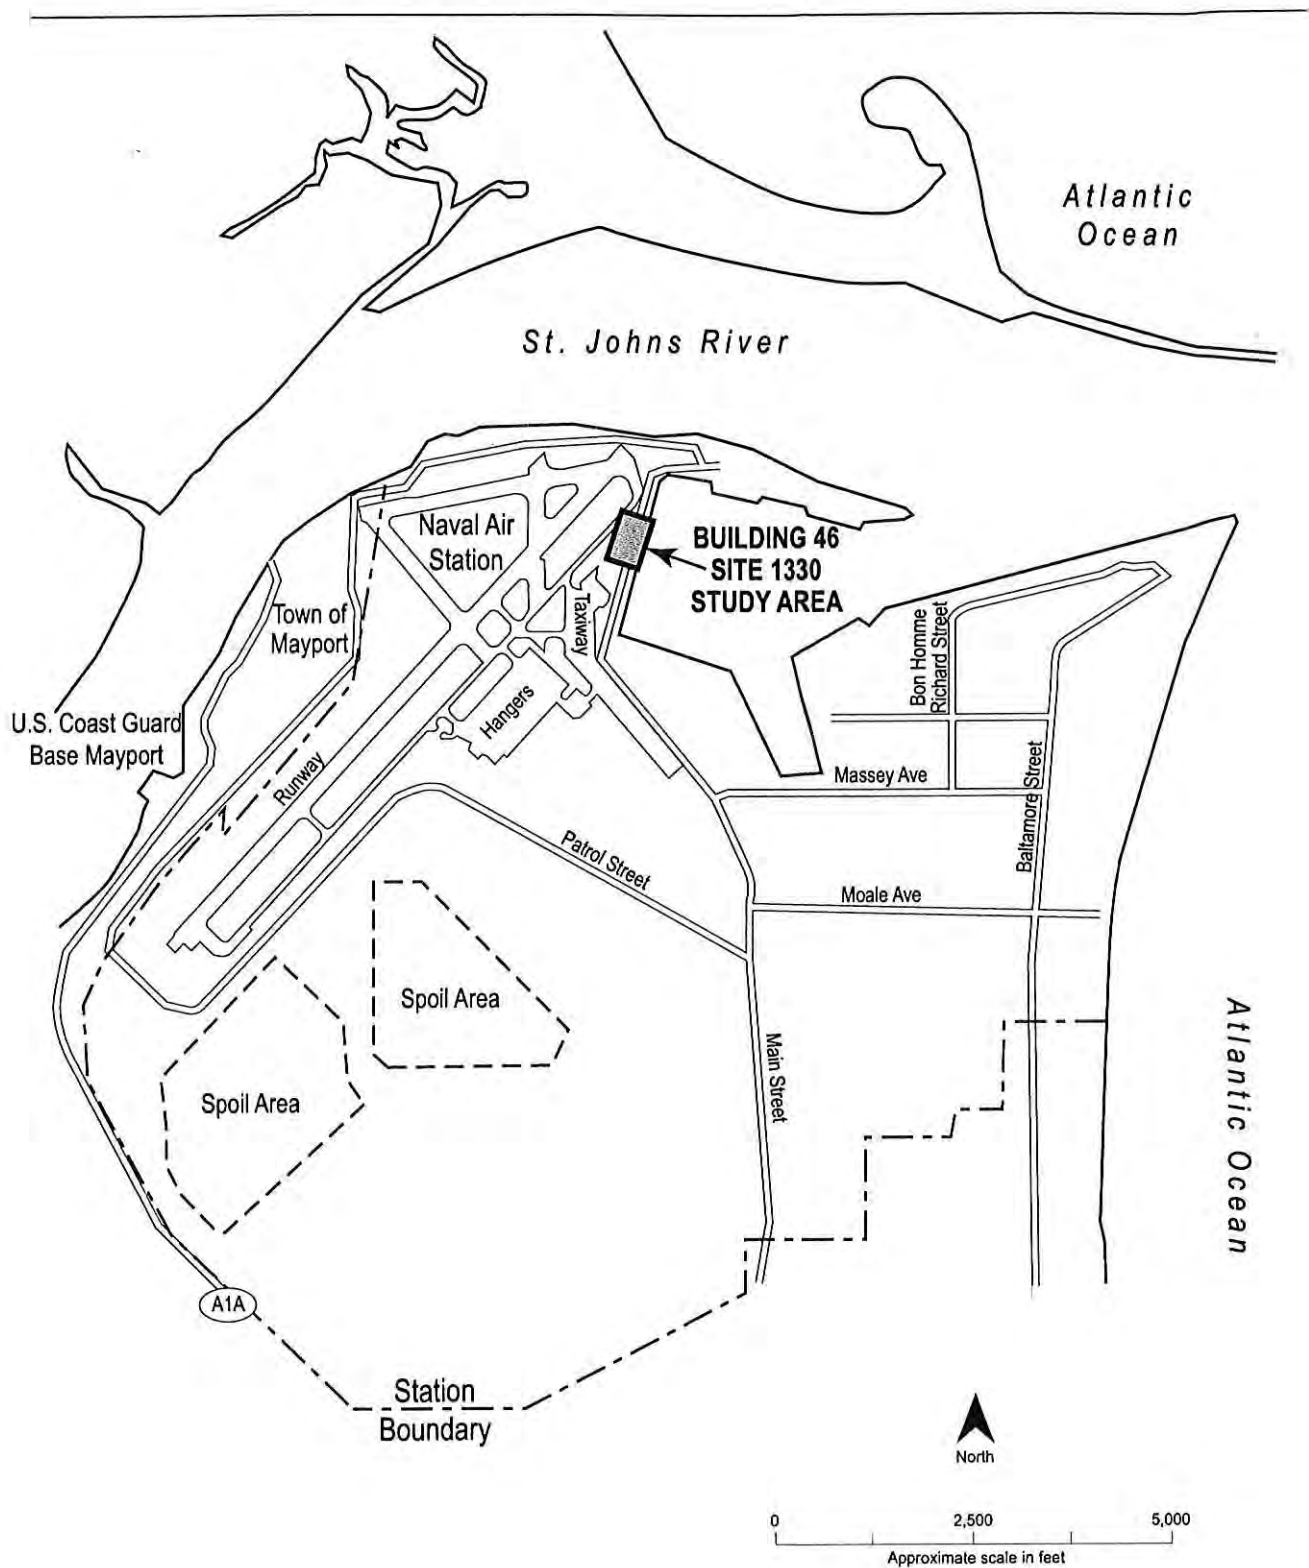 Atlantic
Ocean
St. Johns River
Naval Air
Station
BUILDING 46
SITE 1330
STUDY AREA
Taxiway
Town of
Mayport
Bon Homme
Richard Street
U.S. Coast Guard
Base Mayport
Hangers
Runway
Massey Ave
Baltamore Street
Patrol Street
Moale Ave
Spoil Area
Spoil Area
Main Street
Atlantic Ocean
A1A
Station
Boundary
North
0 2,500 5,000
Approximate scale in feet